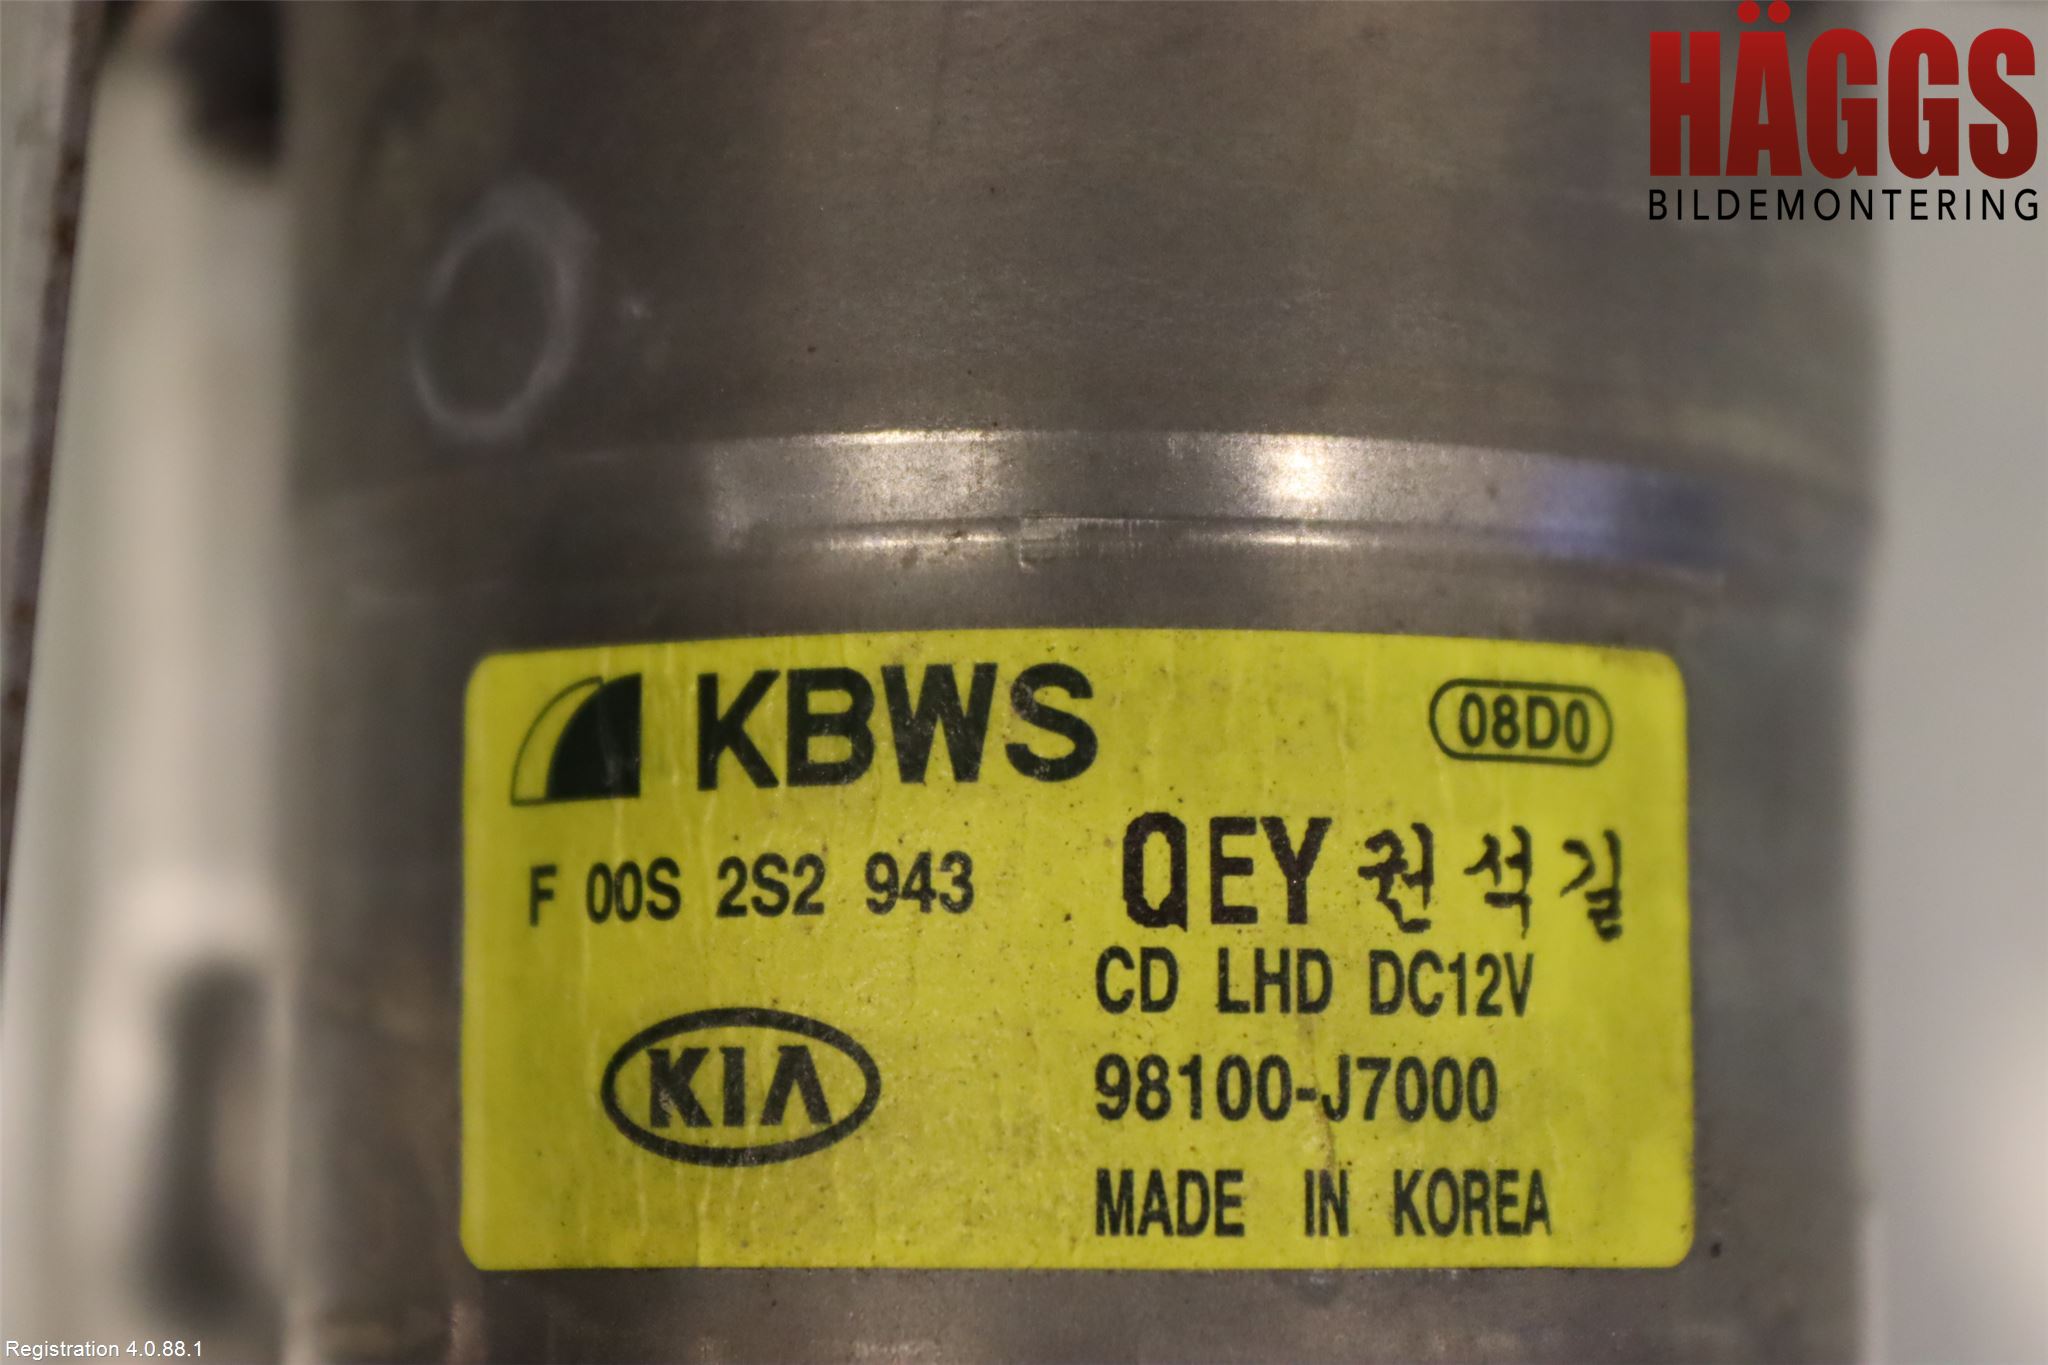 HÄGGS
BILDEMONTERING
KBWS
08D0
F 00S 2S2 943
QEY 권석길
CD LHD DC12V
KIA
98100-J7000
MADE IN KOREA
Registration 4.0.88.1